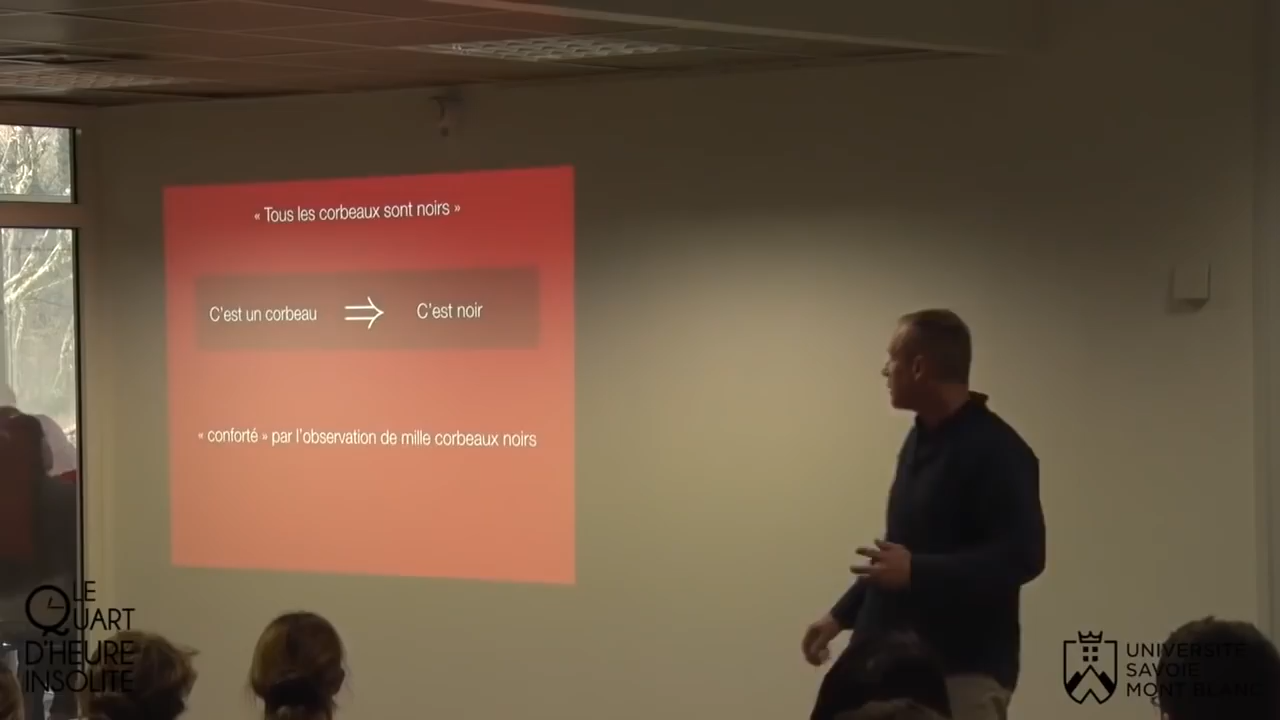 « Tous les corbeaux sont noirs »
C'est un corbeau ⇒ C'est noir
« conforté » par l'observation de mille corbeaux noirs
LE
QUART
D'HEURE
INSOLITE
UNIVERSITÉ
SAVOIE
MONT BLANC